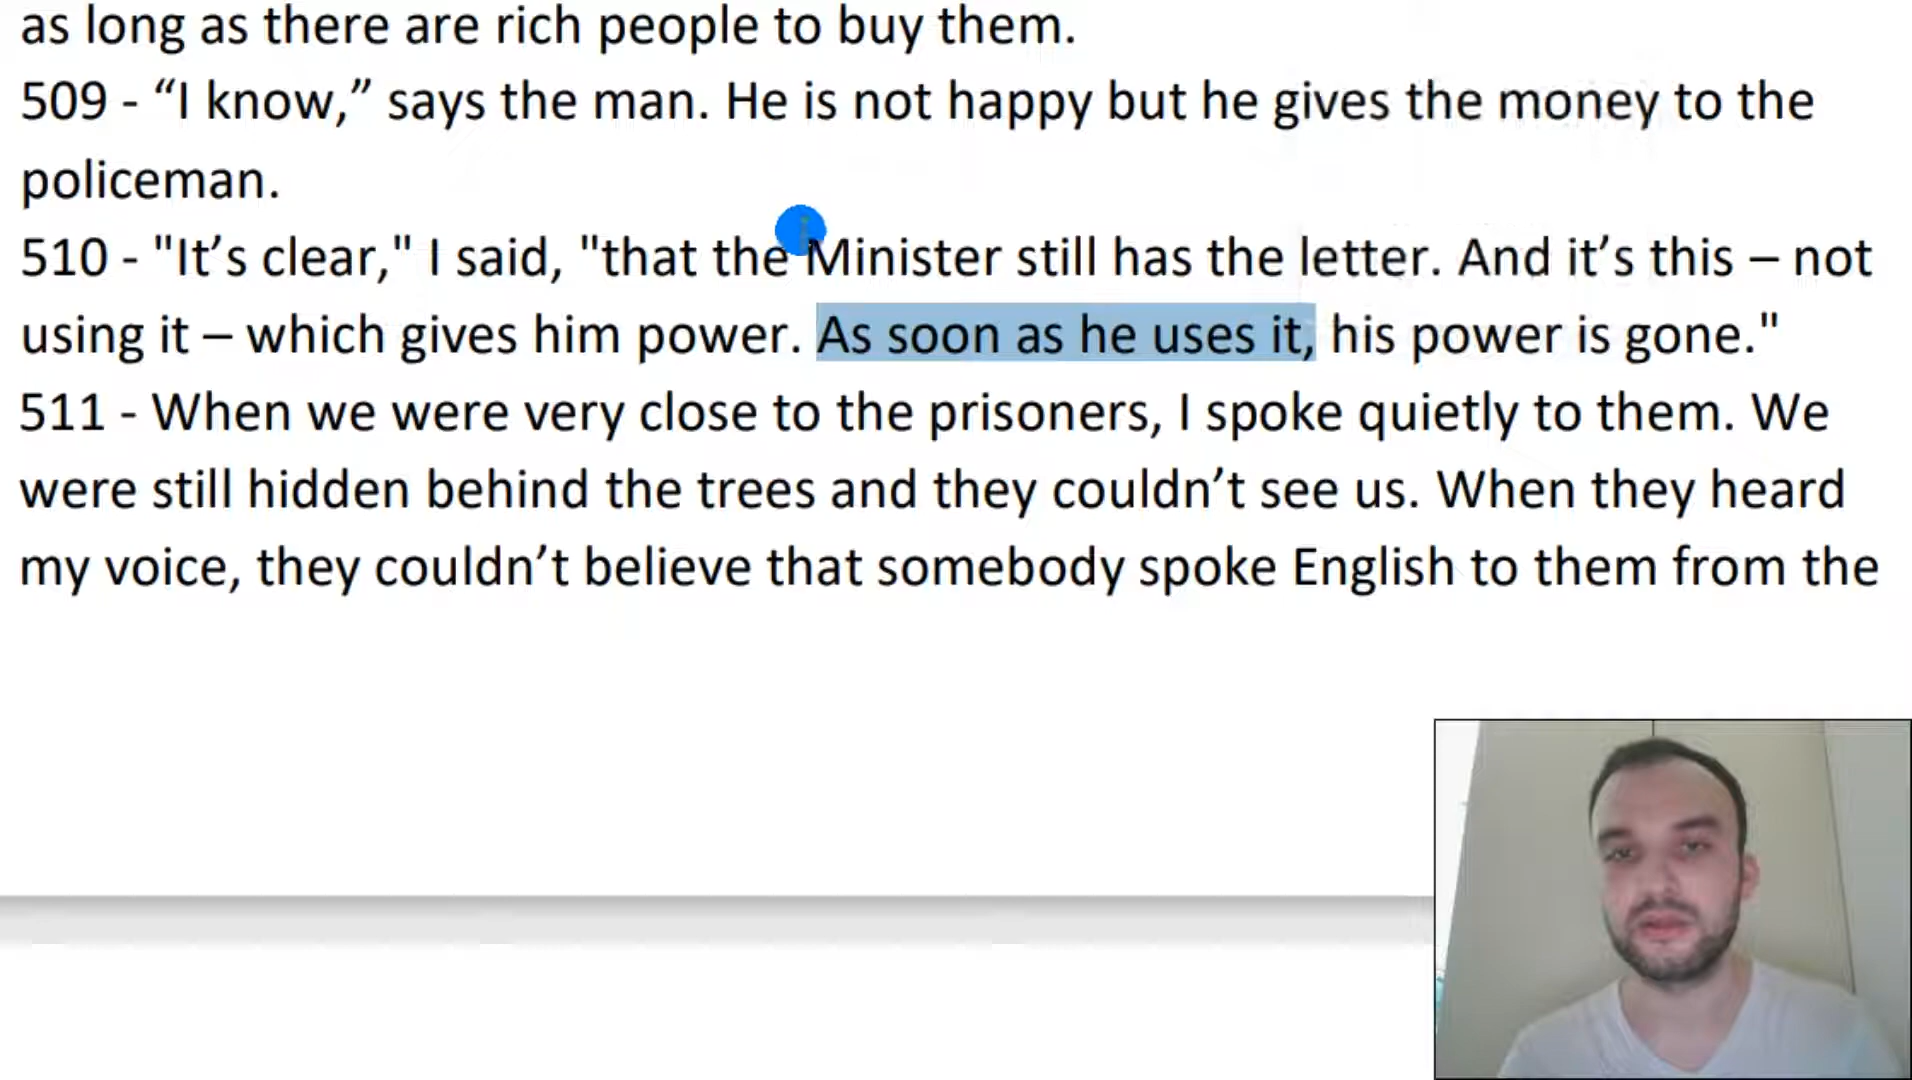 as long as there are rich people to buy them.
509 - “I know,” says the man. He is not happy but he gives the money to the
policeman.
510 - "It’s clear," I said, "that the Minister still has the letter. And it’s this – not
using it – which gives him power. As soon as he uses it, his power is gone."
511 - When we were very close to the prisoners, I spoke quietly to them. We
were still hidden behind the trees and they couldn’t see us. When they heard
my voice, they couldn’t believe that somebody spoke English to them from the